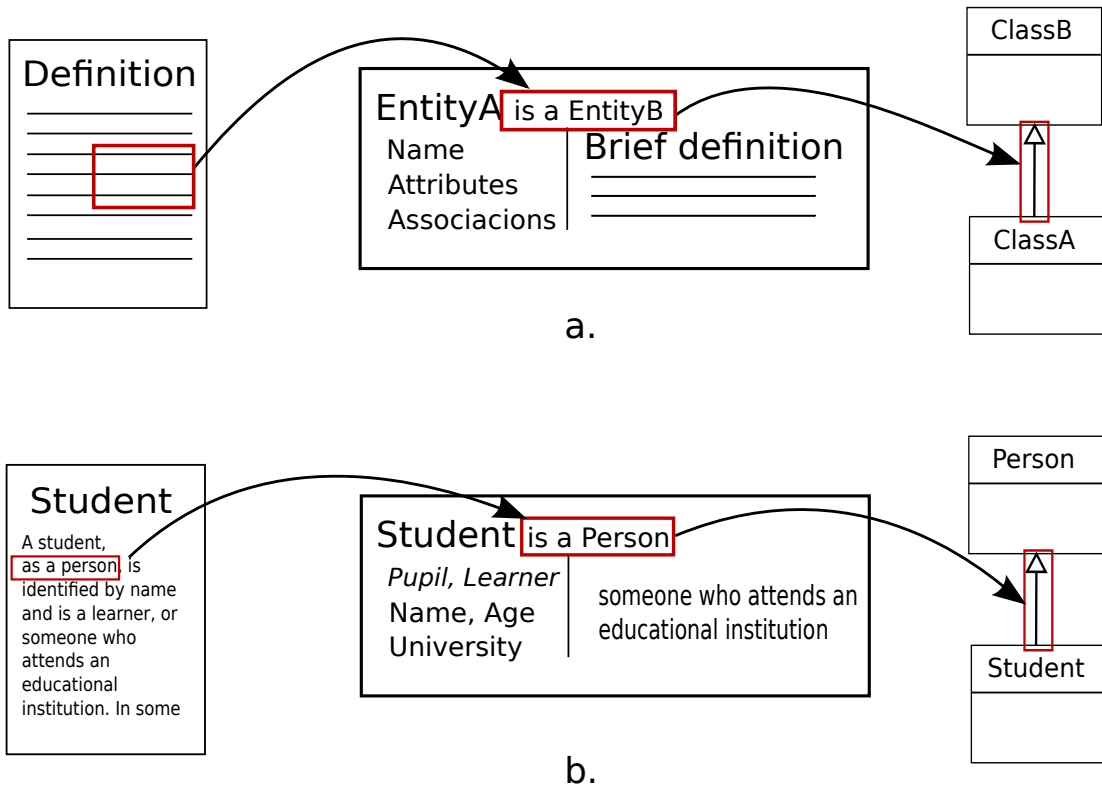 Definition
EntityA is a EntityB
Name
Attributes
Associacions
Brief definition
ClassB
ClassA
a.
Student
A student,
as a person, is
identified by name
and is a learner, or
someone who
attends an
educational
institution. In some
Student is a Person
Pupil, Learner
Name, Age
University
someone who attends an
educational institution
Person
Student
b.